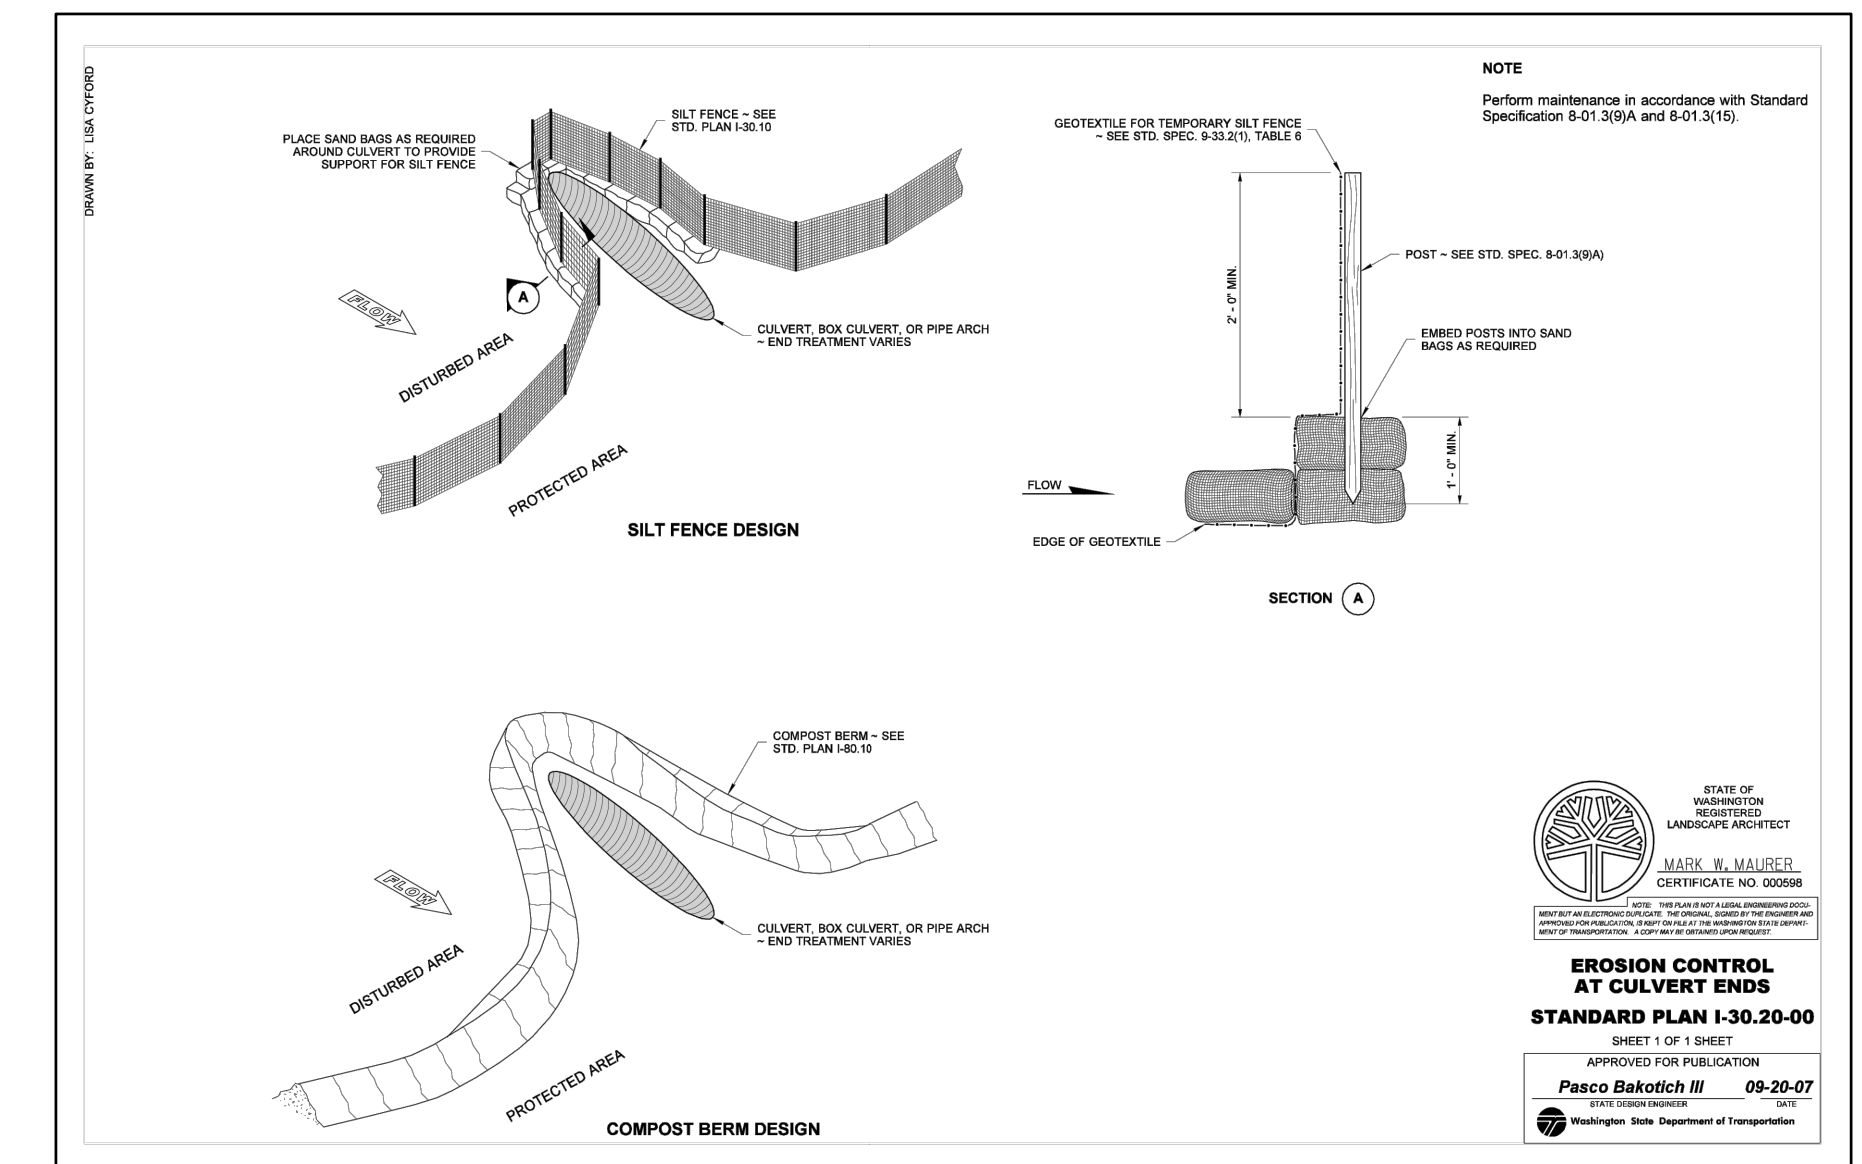 DRAWN BY: LISA CYFORD
PLACE SAND BAGS AS REQUIRED
AROUND CULVERT TO PROVIDE
SUPPORT FOR SILT FENCE
SILT FENCE ~ SEE
STD. PLAN I-30.10
A
FLOW
DISTURBED AREA
CULVERT, BOX CULVERT, OR PIPE ARCH
~ END TREATMENT VARIES
PROTECTED AREA
SILT FENCE DESIGN
GEOTEXTILE FOR TEMPORARY SILT FENCE
~ SEE STD. SPEC. 9-33.2(1), TABLE 6
2' - 0" MIN.
POST ~ SEE STD. SPEC. 8-01.3(9)A)
EMBED POSTS INTO SAND
BAGS AS REQUIRED
1' - 0" MIN.
FLOW
EDGE OF GEOTEXTILE
SECTION A
NOTE
Perform maintenance in accordance with Standard
Specification 8-01.3(9)A and 8-01.3(15).
COMPOST BERM ~ SEE
STD. PLAN I-80.10
FLOW
DISTURBED AREA
CULVERT, BOX CULVERT, OR PIPE ARCH
~ END TREATMENT VARIES
PROTECTED AREA
COMPOST BERM DESIGN
STATE OF
WASHINGTON
REGISTERED
LANDSCAPE ARCHITECT
MARK W. MAURER
CERTIFICATE NO. 000598
NOTE: THIS PLAN IS NOT A LEGAL ENGINEERING DOCU-
MENT BUT AN ELECTRONIC DUPLICATE. THE ORIGINAL, SIGNED BY THE ENGINEER AND
APPROVED FOR PUBLICATION, IS KEPT ON FILE AT THE WASHINGTON STATE DEPART-
MENT OF TRANSPORTATION. A COPY MAY BE OBTAINED UPON REQUEST.
EROSION CONTROL
AT CULVERT ENDS
STANDARD PLAN I-30.20-00
SHEET 1 OF 1 SHEET
APPROVED FOR PUBLICATION
Pasco Bakotich III 09-20-07
STATE DESIGN ENGINEER DATE
Washington State Department of Transportation